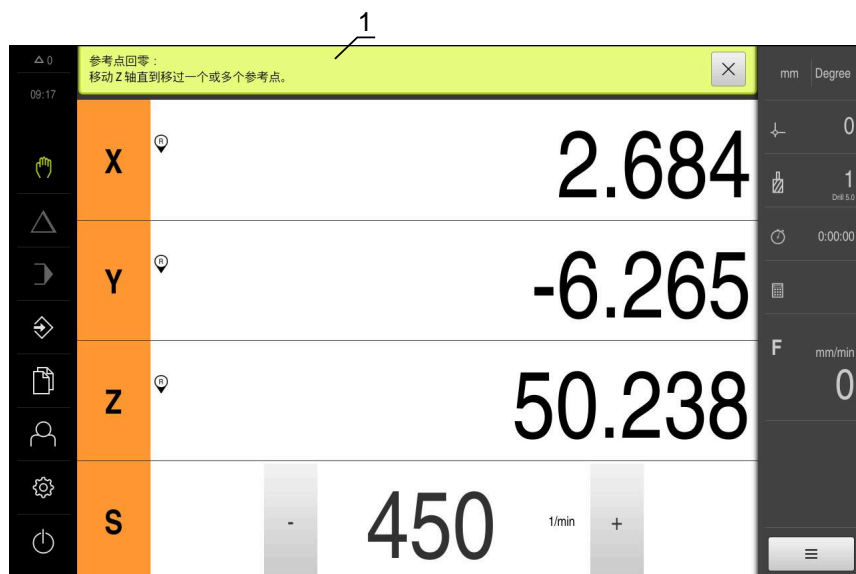 1
△ 0
09:17
参考点回零：
移动 Z 轴直到移过一个或多个参考点。
mm
Degree
X
R
2.684
0
1
Drill 5.0
Y
R
-6.265
0:00:00
Z
R
50.238
F
mm/min
0
S
-
450
1/min
+